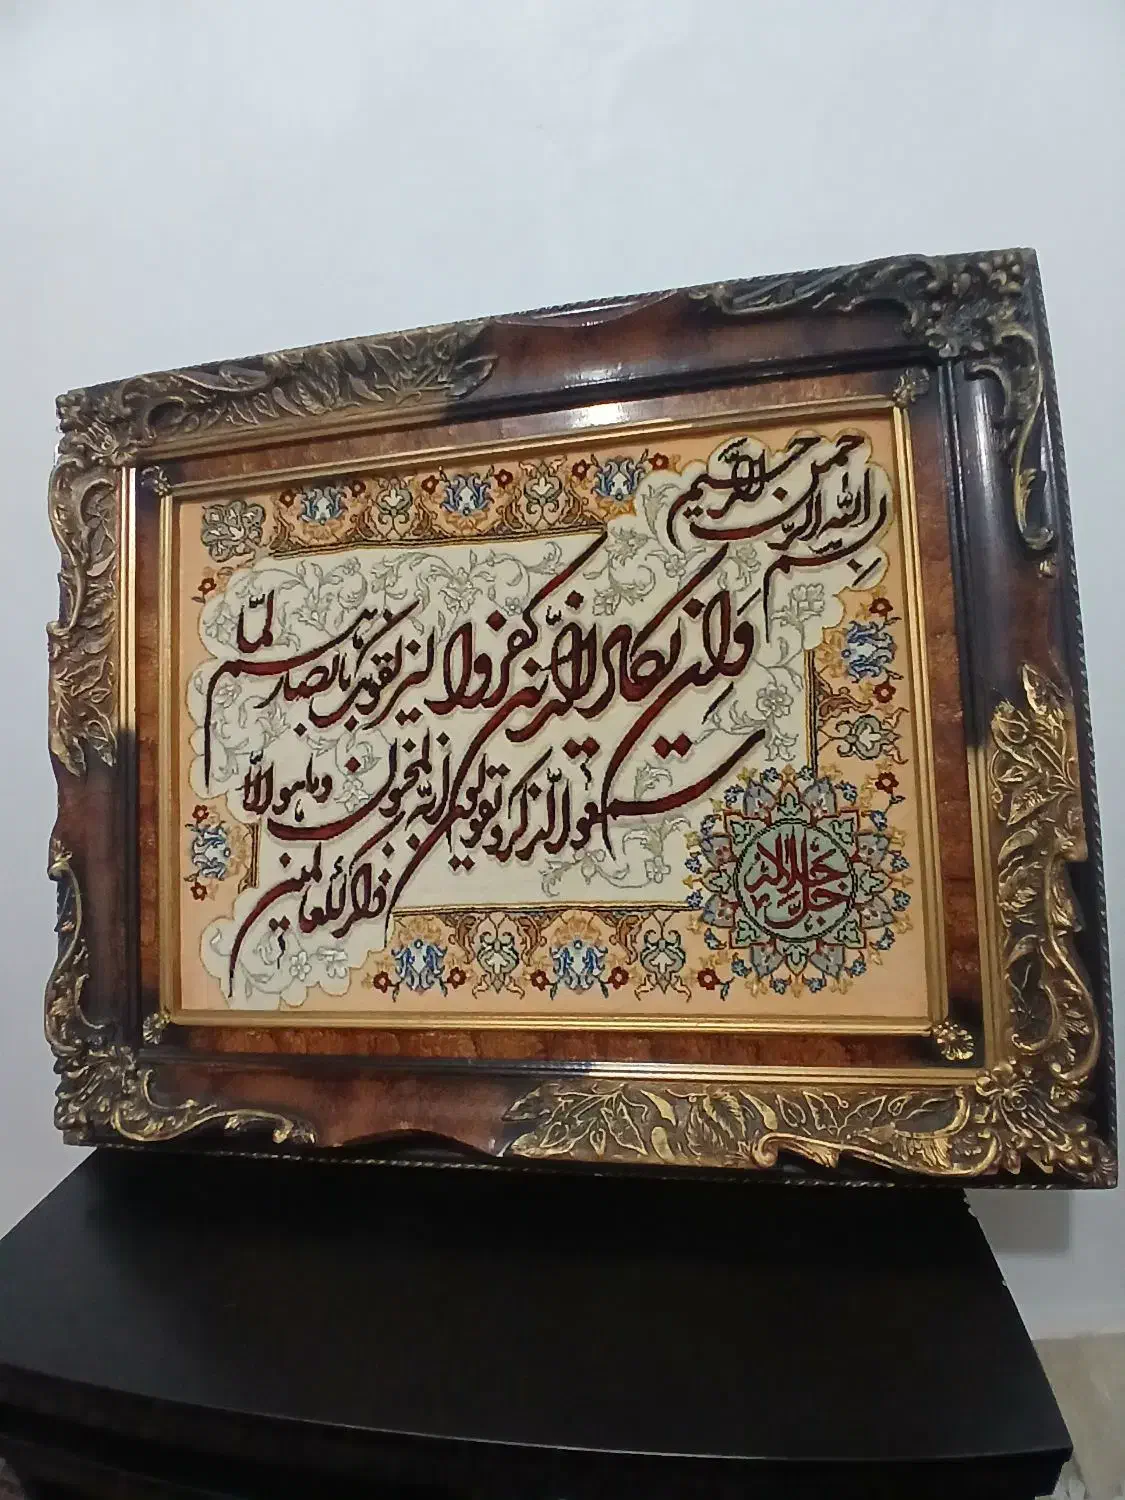 بسم الله الرحمن الرحیم
وان یکاد الذین کفروا لیزلقونک بابصارهم لما
سمعوا الذکر و یقولون انه لمجنون وما هو الا
ذکر للعالمین
جل جلاله